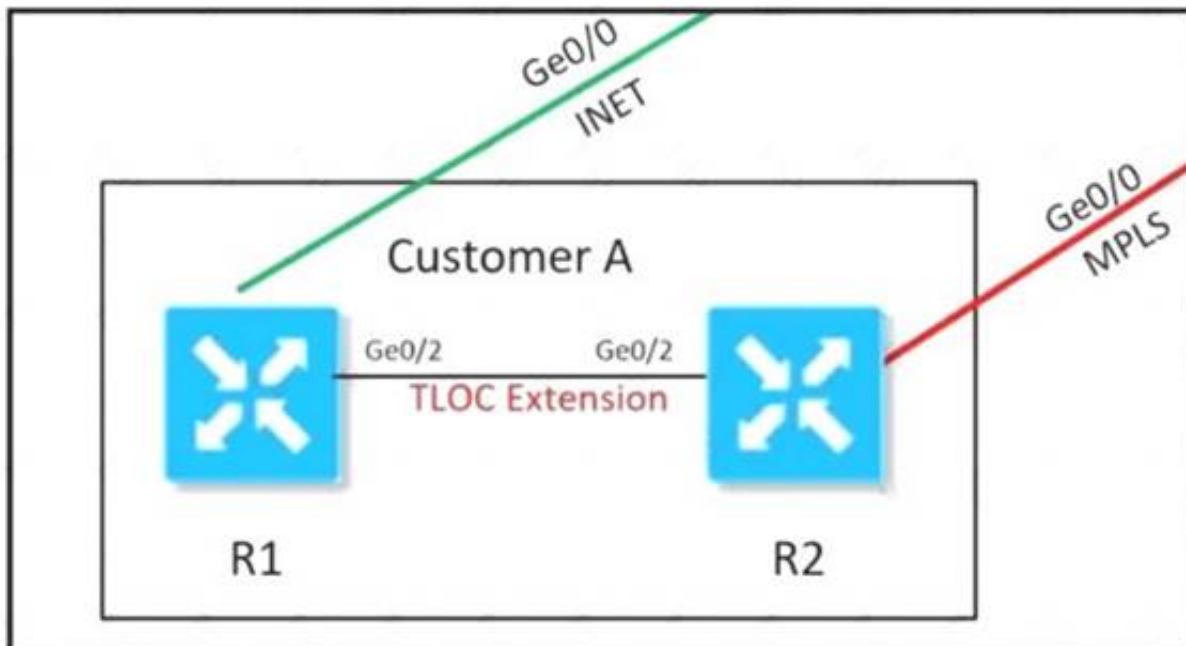 Ge0/0
INET
Ge0/0
MPLS
Customer A
Ge0/2
Ge0/2
TLOC Extension
R1
R2